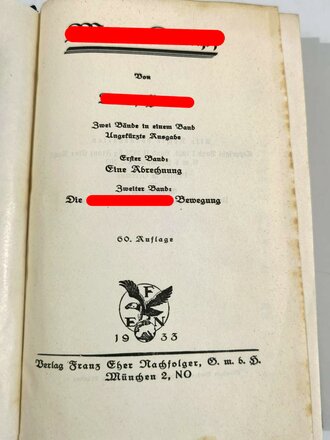 Von
Zwei Bände in einem Band
Ungekürzte Ausgabe
Erster Band:
Eine Abrechnung
Zweiter Band:
Die Bewegung
60. Auflage
F
E N
1933
Verlag Franz Eher Nachfolger, G. m. b. H.
München 2, NO